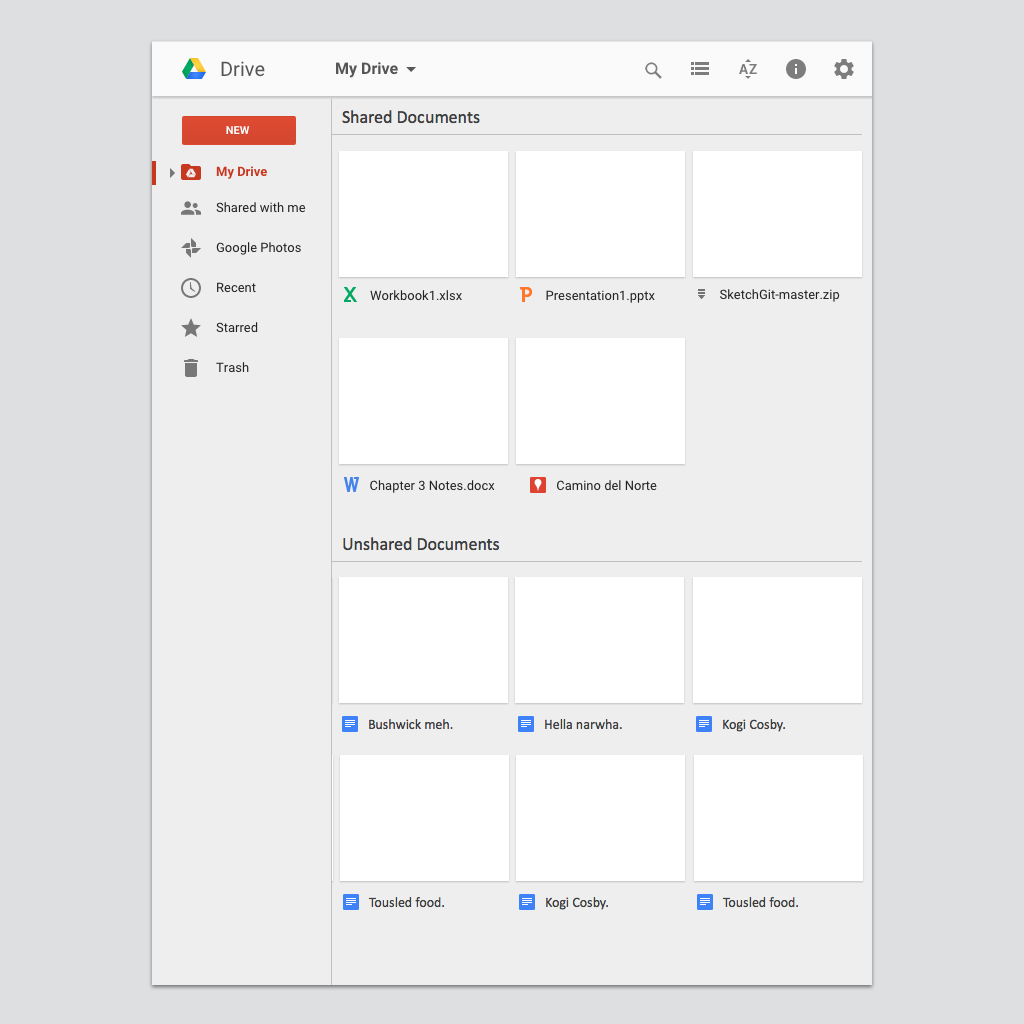 Drive
My Drive
AZ
NEW
My Drive
Shared with me
Google Photos
Recent
Starred
Trash
Shared Documents
Workbook1.xlsx
Presentation1.pptx
SketchGit-master.zip
Chapter 3 Notes.docx
Camino del Norte
Unshared Documents
Bushwick meh.
Hella narwha.
Kogi Cosby.
Tousled food.
Kogi Cosby.
Tousled food.